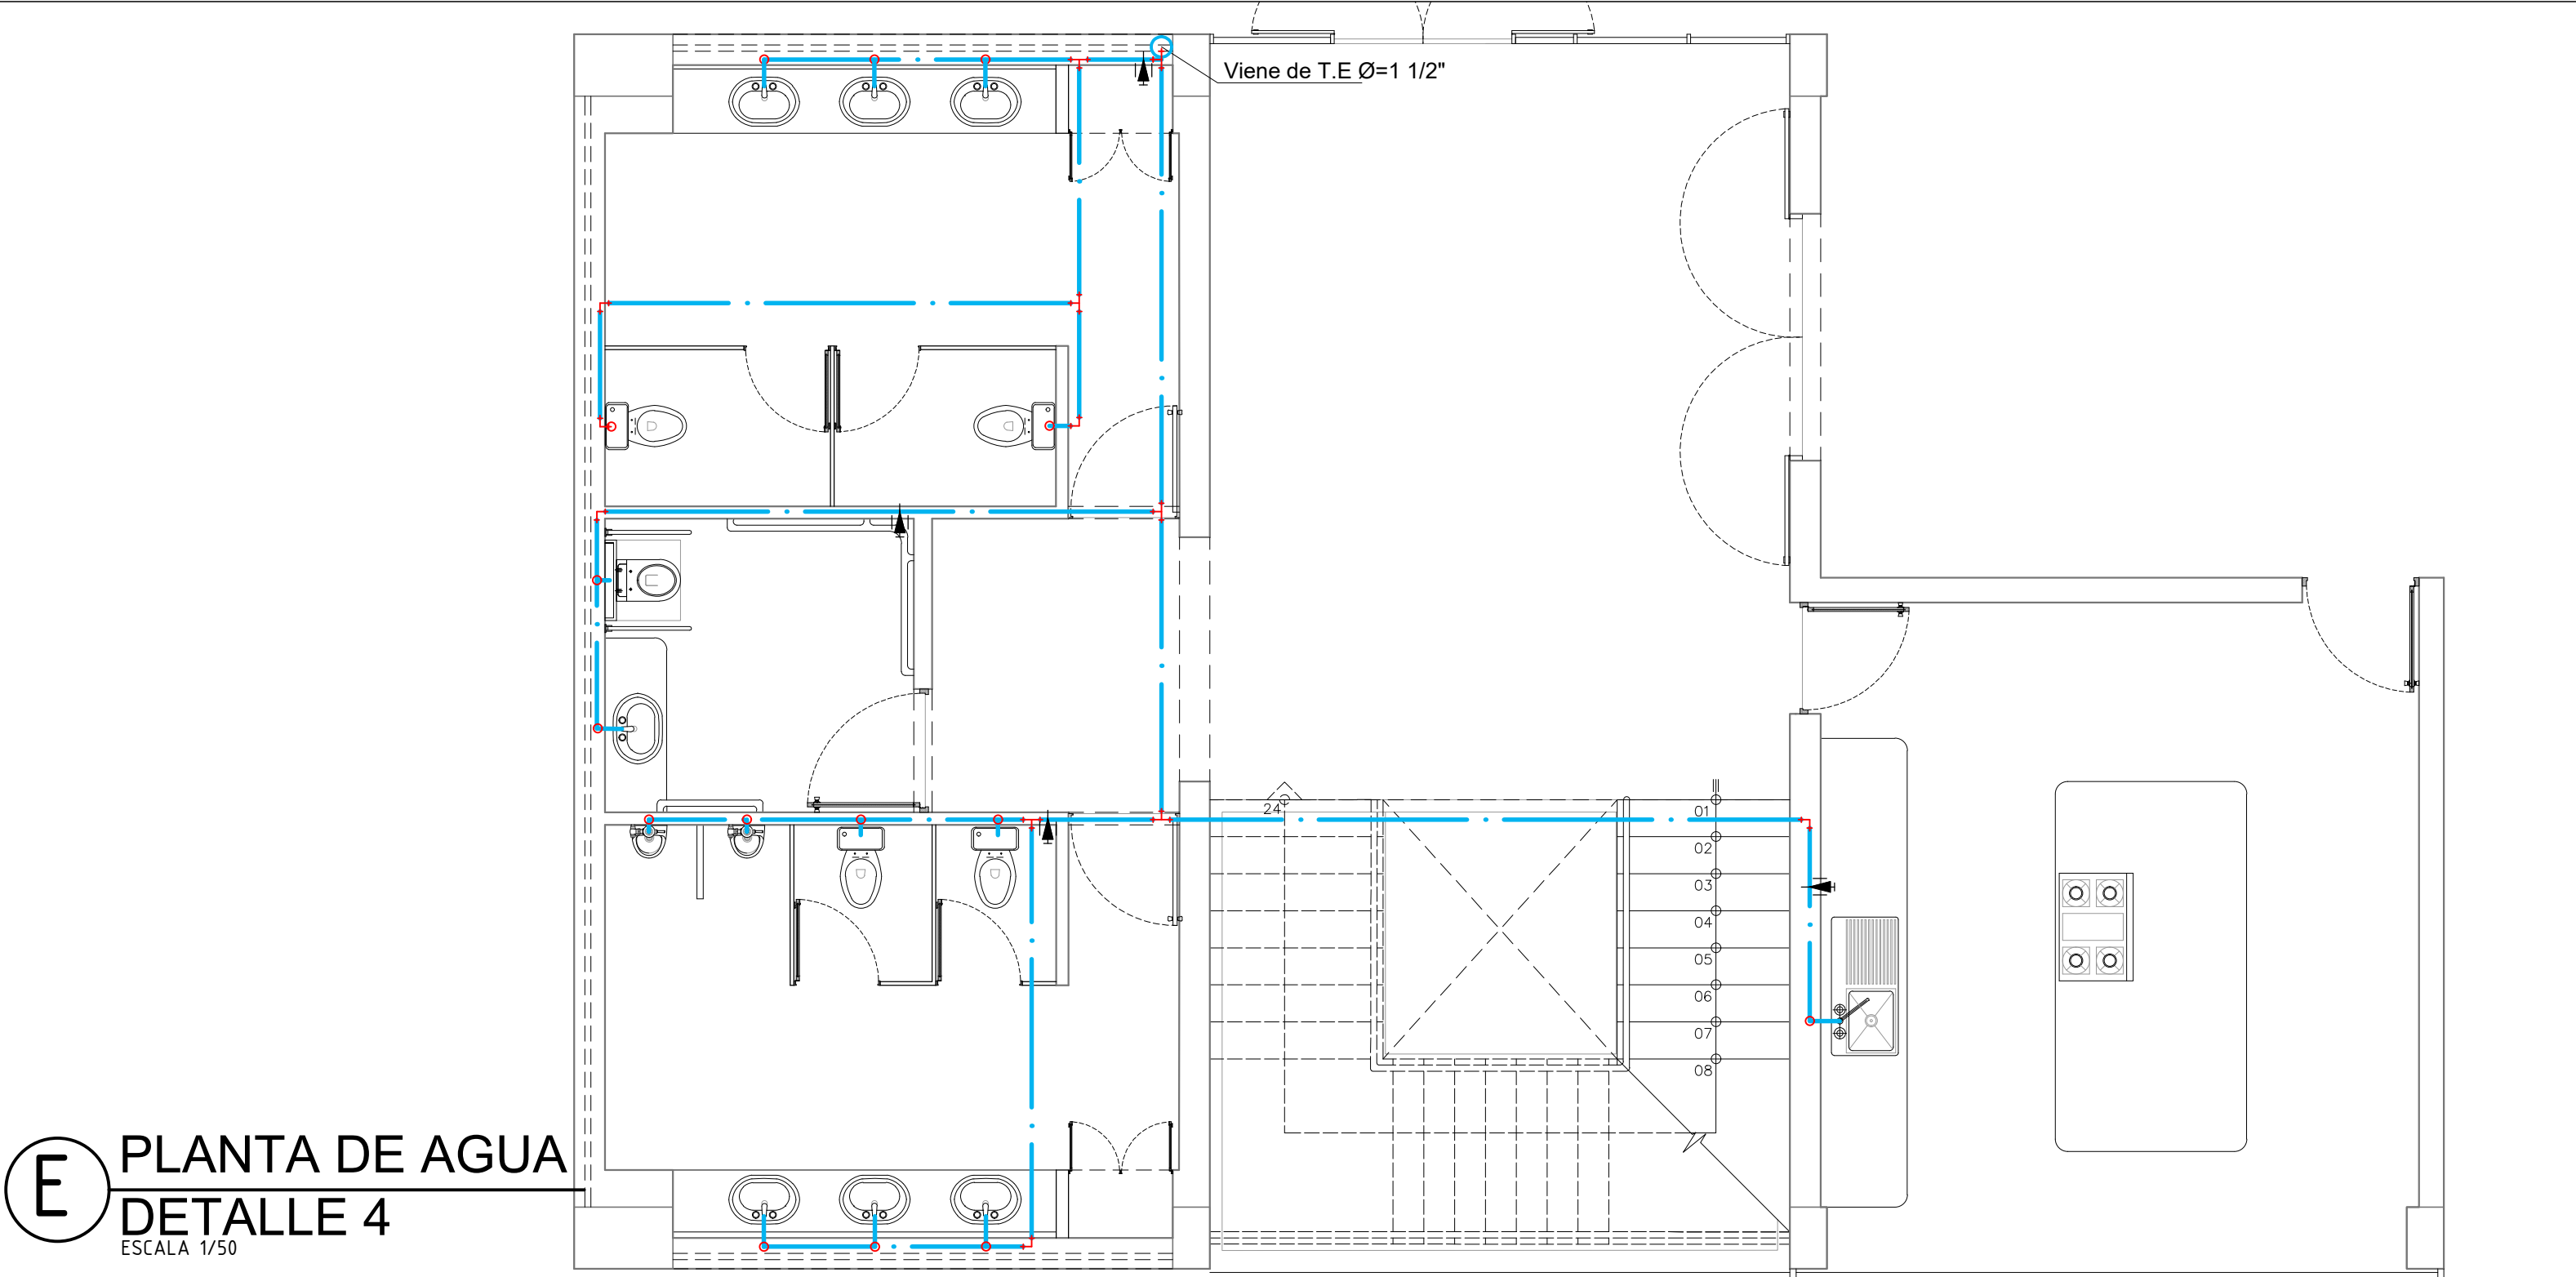 Viene de T.E Ø=1 1/2"
24
01
02
03
04
05
06
07
08
E
PLANTA DE AGUA
DETALLE 4
ESCALA 1/50